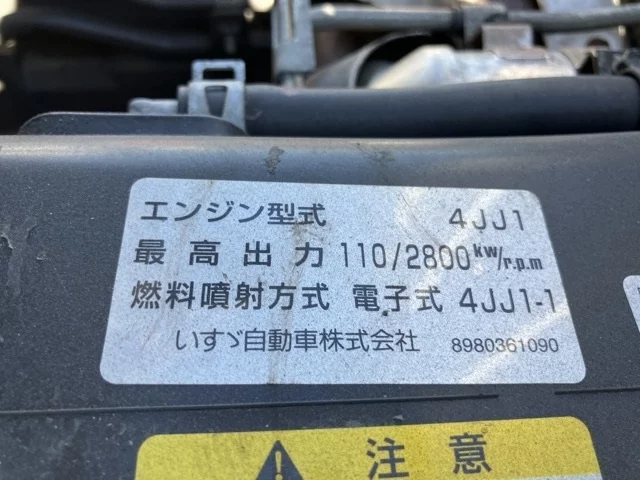 エンジン型式 4JJ1
最高出力 110/2800 kW/r.p.m
燃料噴射方式 電子式 4JJ1-1
いすゞ自動車株式会社 8980361090
注意